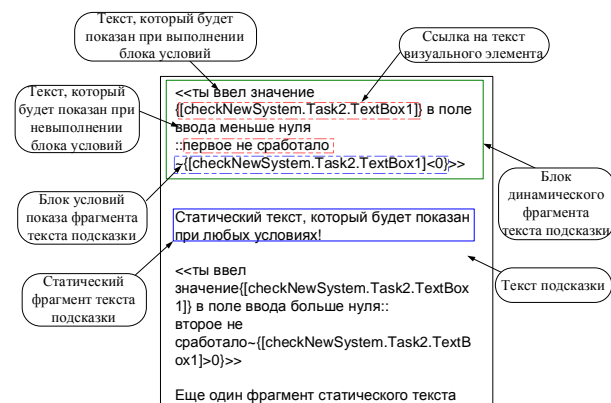 Текст, который будет
показан при выполнении
блока условий
Ссылка на текст
визуального элемента
Текст, который
будет показан при
невыполнении
блока условий
<<ты ввел значение
{[checkNewSystem.Task2.TextBox1]} в поле
ввода меньше нуля
::первое не сработало
~{[checkNewSystem.Task2.TextBox1]<0}>>
Блок условий
показа фрагмента
текста подсказки
Блок
динамического
фрагмента
текста подсказки
Статический текст, который будет показан
при любых условиях!
Статический
фрагмент текста
подсказки
Текст подсказки
<<ты ввел
значение{[checkNewSystem.Task2.TextBox
1]} в поле ввода больше нуля::
второе не
сработало~{[checkNewSystem.Task2.TextB
ox1]>0}>>
Еще один фрагмент статического текста